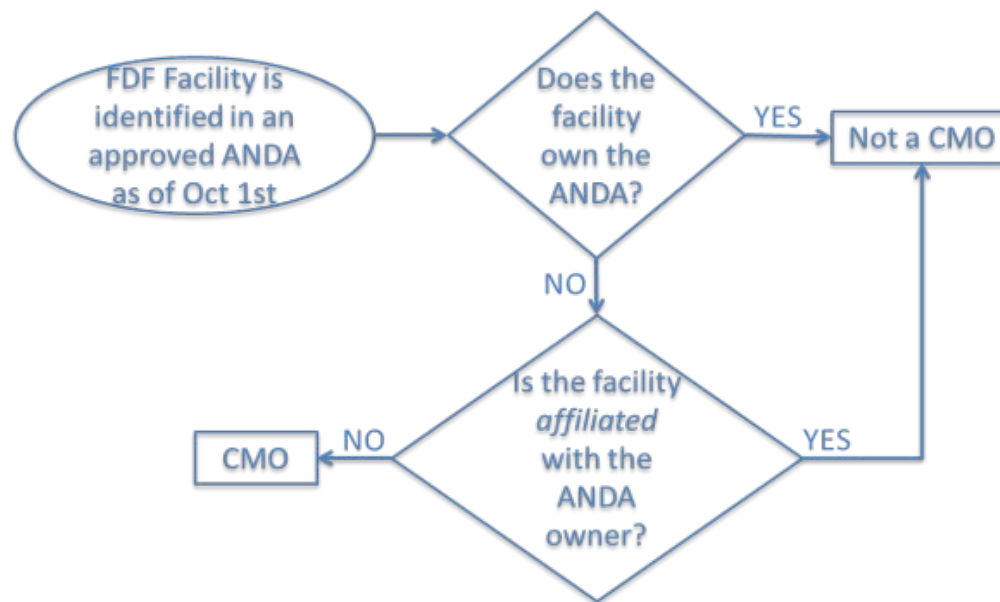 FDF Facility is
identified in an
approved ANDA
as of Oct 1st
Does the
facility
own the
ANDA?
YES
Not a CMO
NO
Is the facility
affiliated
with the
ANDA
owner?
NO
CMO
YES